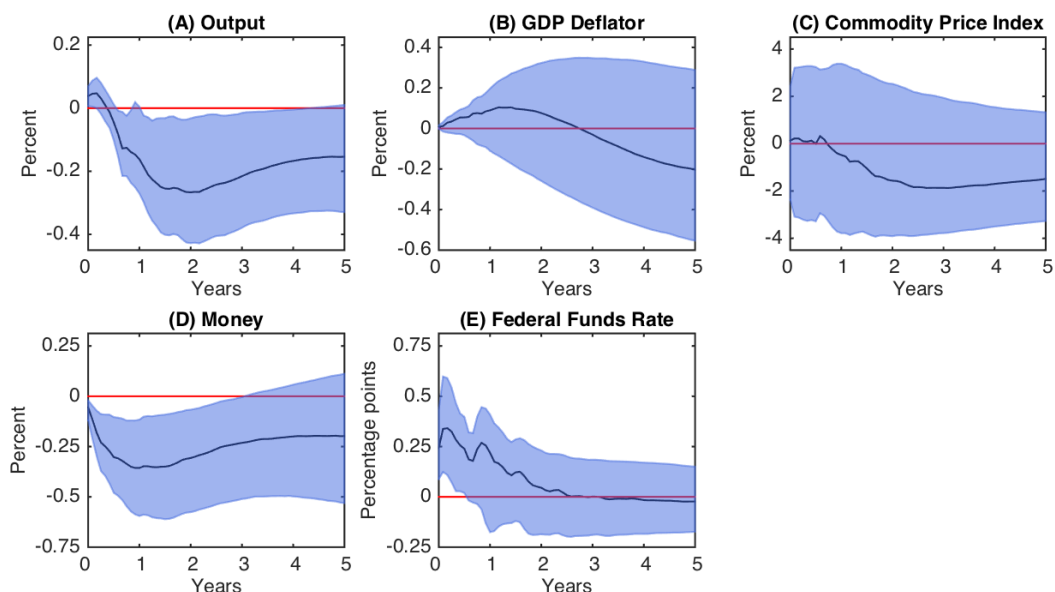 (A) Output
0.2
0
-0.2
-0.4
Percent
0 1 2 3 4 5
Years
(B) GDP Deflator
0.4
0.2
0
-0.2
-0.4
-0.6
Percent
0 1 2 3 4 5
Years
(C) Commodity Price Index
4
2
0
-2
-4
Percent
0 1 2 3 4 5
Years
(D) Money
0.25
0
-0.25
-0.5
-0.75
Percent
0 1 2 3 4 5
Years
(E) Federal Funds Rate
0.75
0.5
0.25
0
-0.25
Percentage points
0 1 2 3 4 5
Years